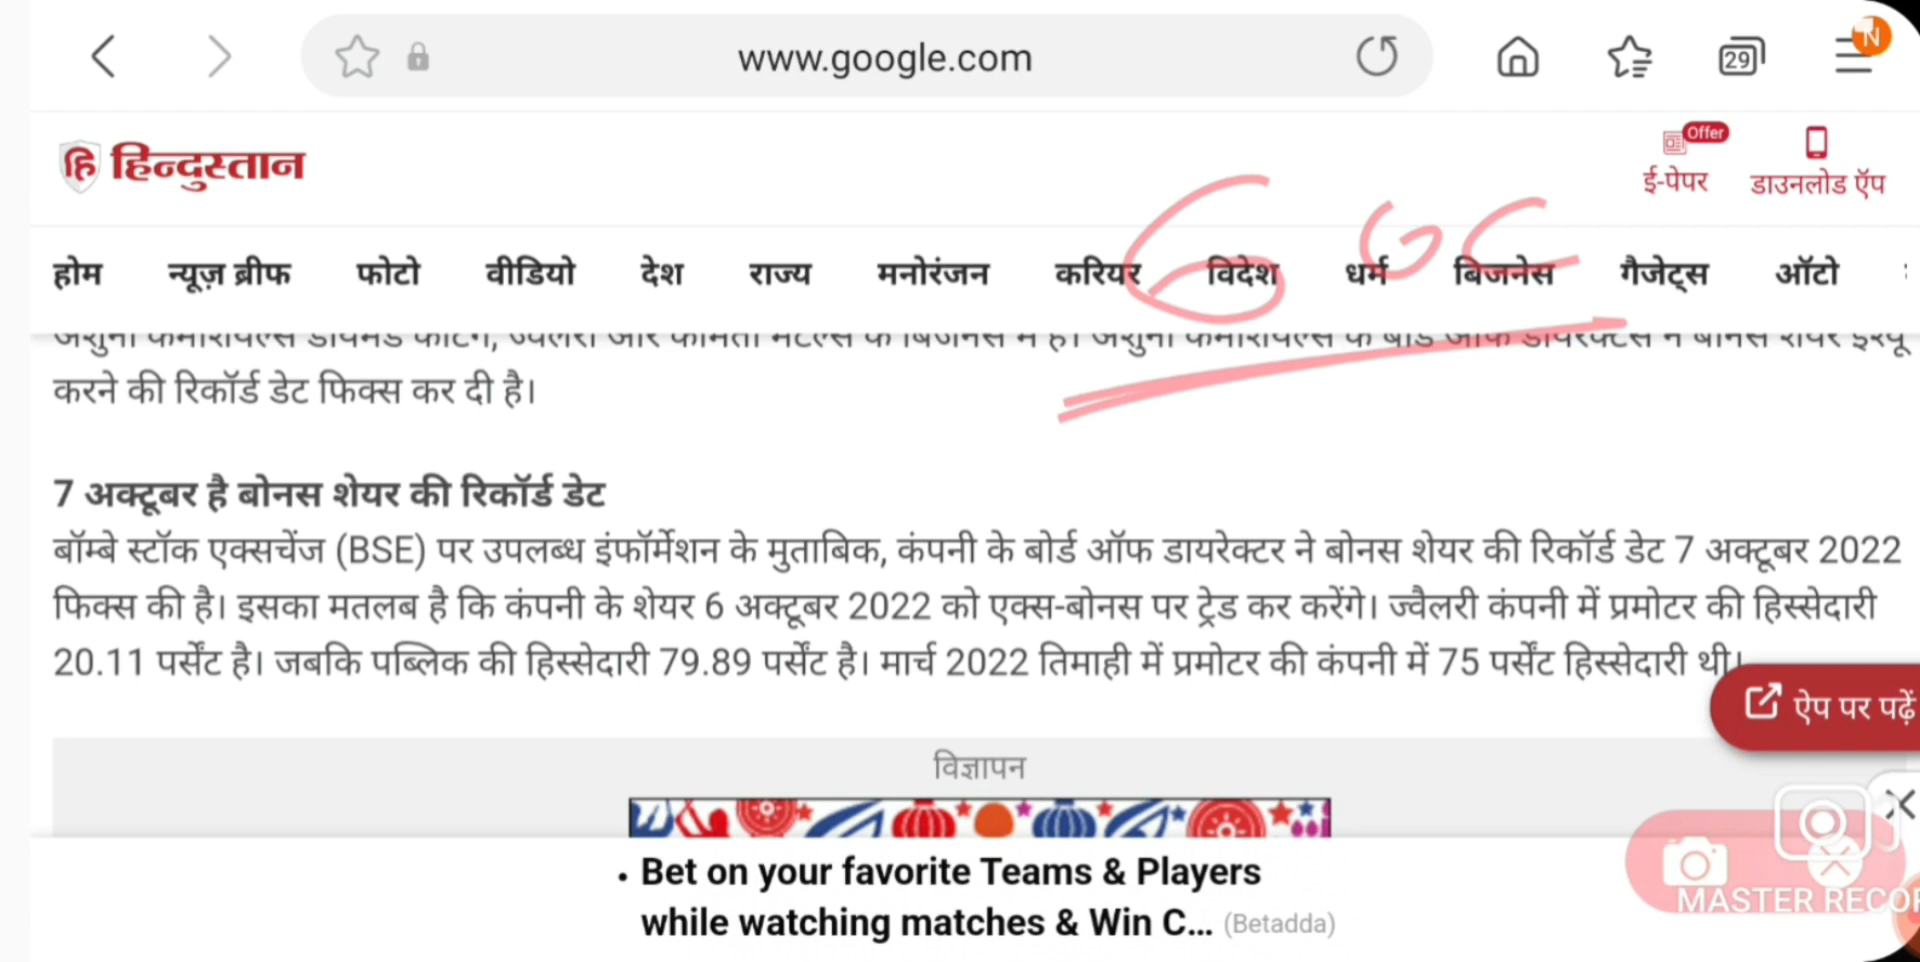 www.google.com
29
N
हि हिन्दुस्तान
Offer
ई-पेपर
डाउनलोड ऍप
होम न्यूज़ ब्रीफ फोटो वीडियो देश राज्य मनोरंजन करियर विदेश धर्म बिजनेस गैजेट्स ऑटो
करने की रिकॉर्ड डेट फिक्स कर दी है।
7 अक्टूबर है बोनस शेयर की रिकॉर्ड डेट
बॉम्बे स्टॉक एक्सचेंज (BSE) पर उपलब्ध इंफॉर्मेशन के मुताबिक, कंपनी के बोर्ड ऑफ डायरेक्टर ने बोनस शेयर की रिकॉर्ड डेट 7 अक्टूबर 2022
फिक्स की है। इसका मतलब है कि कंपनी के शेयर 6 अक्टूबर 2022 को एक्स-बोनस पर ट्रेड कर करेंगे। ज्वैलरी कंपनी में प्रमोटर की हिस्सेदारी
20.11 पर्सेंट है। जबकि पब्लिक की हिस्सेदारी 79.89 पर्सेंट है। मार्च 2022 तिमाही में प्रमोटर की कंपनी में 75 पर्सेंट हिस्सेदारी थी।
ऐप पर पढ़ें
विज्ञापन
• Bet on your favorite Teams & Players
while watching matches & Win C... (Betadda)
MASTER RECOR